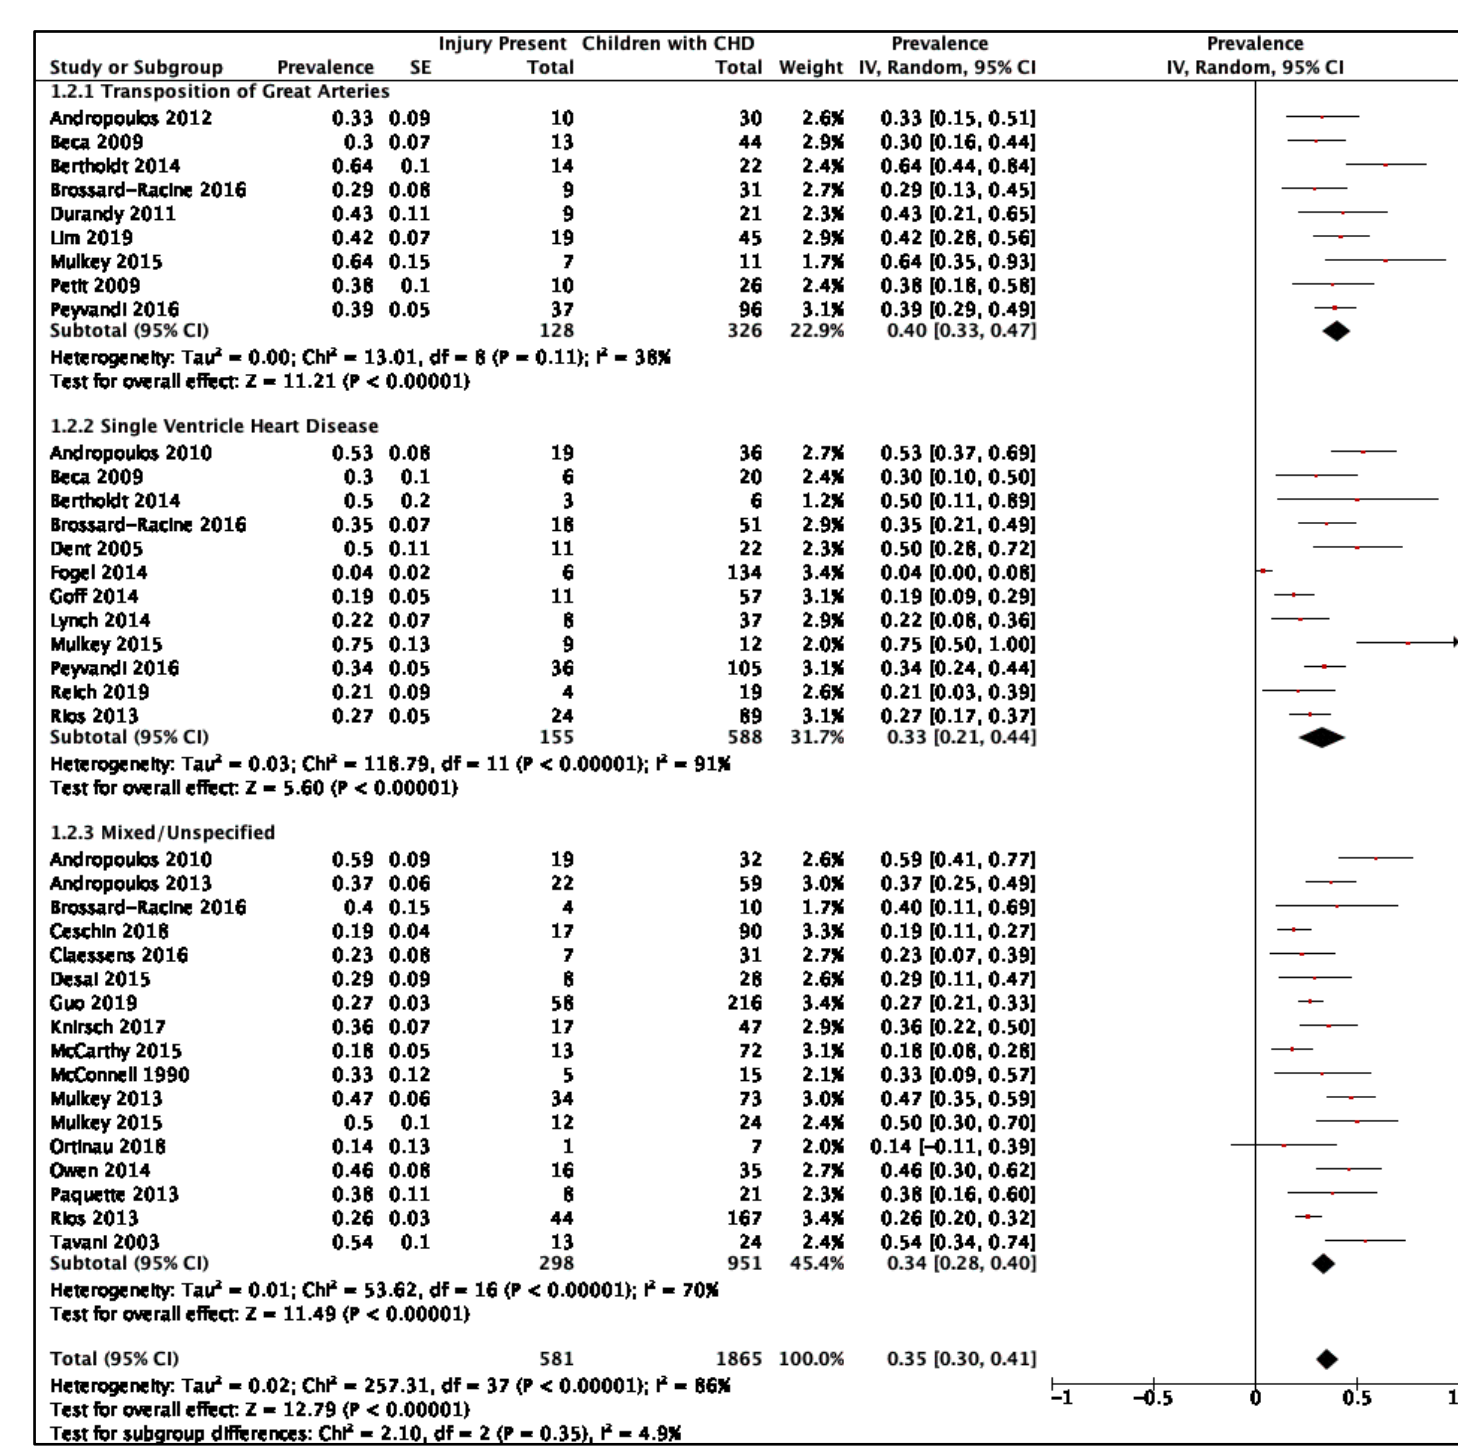 Injury Present Children with CHD Prevalence Prevalence
Study or Subgroup Prevalence SE Total Total Weight IV, Random, 95% CI IV, Random, 95% CI
1.2.1 Transposition of Great Arteries
Andropoulos 2012 0.33 0.09 10 30 2.6% 0.33 [0.15, 0.51]
Beca 2009 0.3 0.07 13 44 2.9% 0.30 [0.16, 0.44]
Bertholdt 2014 0.64 0.1 14 22 2.4% 0.64 [0.44, 0.84]
Brossard-Racine 2016 0.29 0.08 9 31 2.7% 0.29 [0.13, 0.45]
Durandy 2011 0.43 0.11 9 21 2.3% 0.43 [0.21, 0.65]
Lim 2019 0.42 0.07 19 45 2.9% 0.42 [0.28, 0.56]
Mulkey 2015 0.64 0.15 7 11 1.7% 0.64 [0.35, 0.93]
Petit 2009 0.38 0.1 10 26 2.4% 0.38 [0.18, 0.58]
Peyvandi 2016 0.39 0.05 37 96 3.1% 0.39 [0.29, 0.49]
Subtotal (95% CI) 128 326 22.9% 0.40 [0.33, 0.47]
Heterogeneity: Tau² = 0.00; Chi² = 13.01, df = 8 (P = 0.11); I² = 38%
Test for overall effect: Z = 11.21 (P < 0.00001)
1.2.2 Single Ventricle Heart Disease
Andropoulos 2010 0.53 0.08 19 36 2.7% 0.53 [0.37, 0.69]
Beca 2009 0.3 0.1 6 20 2.4% 0.30 [0.10, 0.50]
Bertholdt 2014 0.5 0.2 3 6 1.2% 0.50 [0.11, 0.89]
Brossard-Racine 2016 0.35 0.07 18 51 2.9% 0.35 [0.21, 0.49]
Dent 2005 0.5 0.11 11 22 2.3% 0.50 [0.28, 0.72]
Fogel 2014 0.04 0.02 6 134 3.4% 0.04 [0.00, 0.08]
Goff 2014 0.19 0.05 11 57 3.1% 0.19 [0.09, 0.29]
Lynch 2014 0.22 0.07 8 37 2.9% 0.22 [0.08, 0.36]
Mulkey 2015 0.75 0.13 9 12 2.0% 0.75 [0.50, 1.00]
Peyvandi 2016 0.34 0.05 36 105 3.1% 0.34 [0.24, 0.44]
Reich 2019 0.21 0.09 4 19 2.6% 0.21 [0.03, 0.39]
Rios 2013 0.27 0.05 24 89 3.1% 0.27 [0.17, 0.37]
Subtotal (95% CI) 155 588 31.7% 0.33 [0.21, 0.44]
Heterogeneity: Tau² = 0.03; Chi² = 118.79, df = 11 (P < 0.00001); I² = 91%
Test for overall effect: Z = 5.60 (P < 0.00001)
1.2.3 Mixed/Unspecified
Andropoulos 2010 0.59 0.09 19 32 2.6% 0.59 [0.41, 0.77]
Andropoulos 2013 0.37 0.06 22 59 3.0% 0.37 [0.25, 0.49]
Brossard-Racine 2016 0.4 0.15 4 10 1.7% 0.40 [0.11, 0.69]
Ceschin 2018 0.19 0.04 17 90 3.3% 0.19 [0.11, 0.27]
Claessens 2016 0.23 0.08 7 31 2.7% 0.23 [0.07, 0.39]
Desai 2015 0.29 0.09 8 28 2.6% 0.29 [0.11, 0.47]
Guo 2019 0.27 0.03 58 216 3.4% 0.27 [0.21, 0.33]
Knirsch 2017 0.36 0.07 17 47 2.9% 0.36 [0.22, 0.50]
McCarthy 2015 0.18 0.05 13 72 3.1% 0.18 [0.08, 0.28]
McConnell 1990 0.33 0.12 5 15 2.1% 0.33 [0.09, 0.57]
Mulkey 2013 0.47 0.06 34 73 3.0% 0.47 [0.35, 0.59]
Mulkey 2015 0.5 0.1 12 24 2.4% 0.50 [0.30, 0.70]
Ortinau 2018 0.14 0.13 1 7 2.0% 0.14 [-0.11, 0.39]
Owen 2014 0.46 0.08 16 35 2.7% 0.46 [0.30, 0.62]
Paquette 2013 0.38 0.11 8 21 2.3% 0.38 [0.16, 0.60]
Rios 2013 0.26 0.03 44 167 3.4% 0.26 [0.20, 0.32]
Tavani 2003 0.54 0.1 13 24 2.4% 0.54 [0.34, 0.74]
Subtotal (95% CI) 298 951 45.4% 0.34 [0.28, 0.40]
Heterogeneity: Tau² = 0.01; Chi² = 53.62, df = 16 (P < 0.00001); I² = 70%
Test for overall effect: Z = 11.49 (P < 0.00001)
Total (95% CI) 581 1865 100.0% 0.35 [0.30, 0.41]
Heterogeneity: Tau² = 0.02; Chi² = 257.31, df = 37 (P < 0.00001); I² = 86%
-1 -0.5 0 0.5 1
Test for overall effect: Z = 12.79 (P < 0.00001)
Test for subgroup differences: Chi² = 2.10, df = 2 (P = 0.35), I² = 4.9%